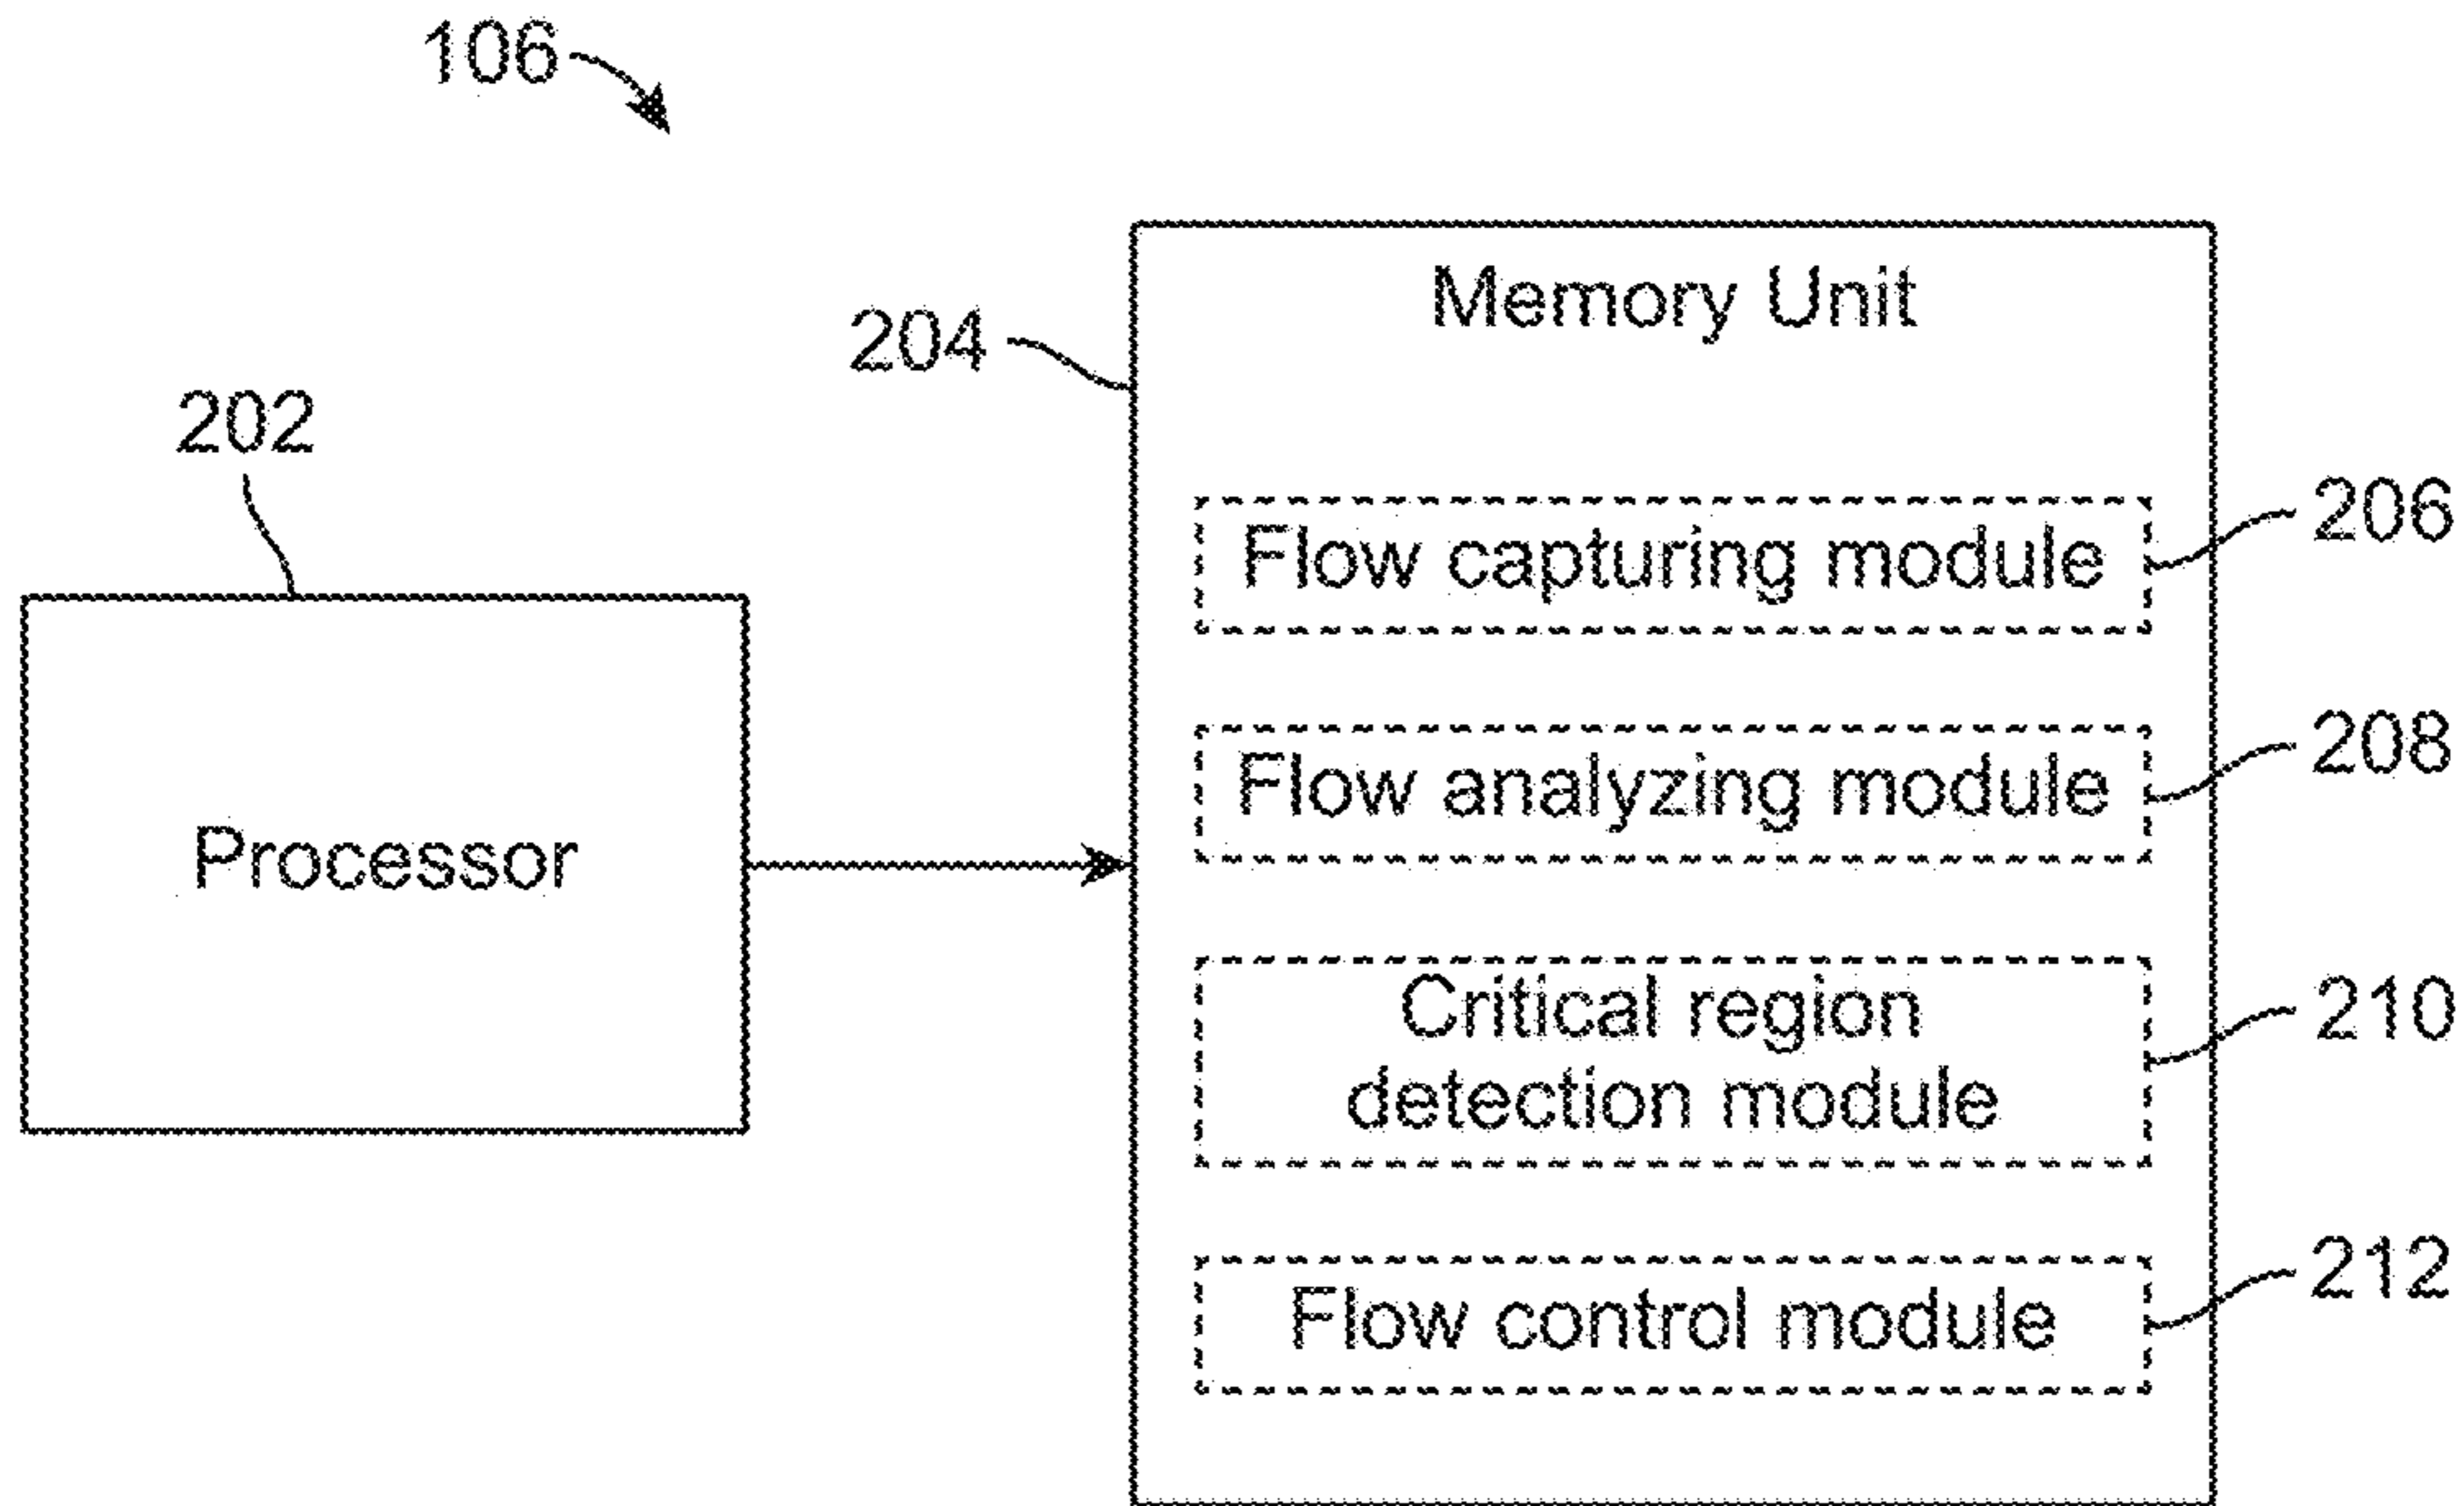 106
Memory Unit
204
202
Flow capturing module
206
Flow analyzing module
208
Processor
Critical region
detection module
210
Flow control module
212